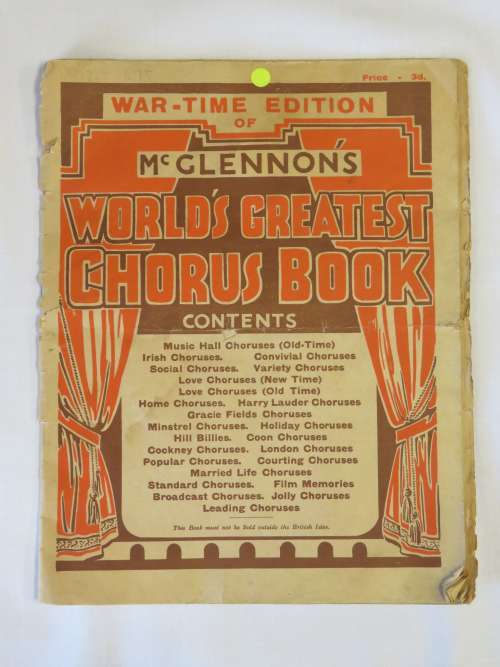 Price - 3d.
WAR-TIME EDITION
OF
McGLENNON'S
WORLD'S GREATEST
CHORUS BOOK
CONTENTS
Music Hall Choruses (Old-Time)
Irish Choruses. Convivial Choruses
Social Choruses. Variety Choruses
Love Choruses (New Time)
Love Choruses (Old Time)
Home Choruses. Harry Lauder Choruses
Gracie Fields Choruses
Minstrel Choruses. Holiday Choruses
Hill Billies. Coon Choruses
Cockney Choruses. London Choruses
Popular Choruses. Courting Choruses
Married Life Choruses
Standard Choruses. Film Memories
Broadcast Choruses. Jolly Choruses
Leading Choruses
This Book must not be Sold outside the British Isles.